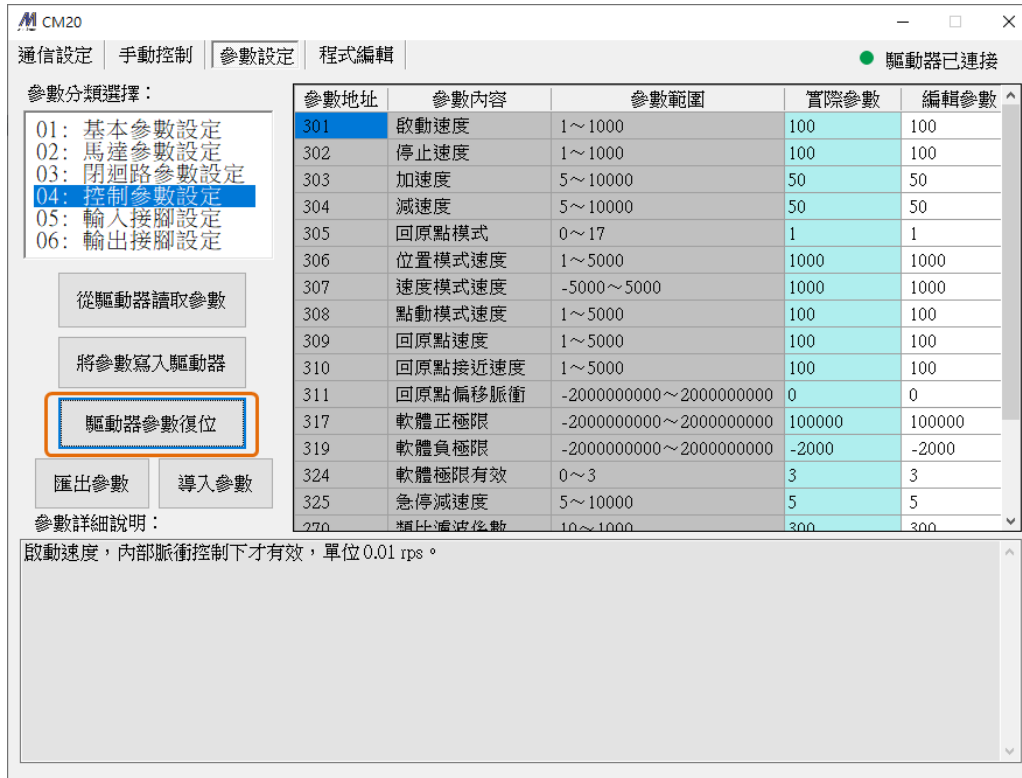 CM20
通信設定 手動控制 參數設定 程式編輯 驅動器已連接
參數分類選擇：
01: 基本參數設定
02: 馬達參數設定
03: 閉迴路參數設定
04: 控制參數設定
05: 輸入接腳設定
06: 輸出接腳設定
從驅動器讀取參數
將參數寫入驅動器
驅動器參數復位
匯出參數 導入參數
參數地址 參數內容 參數範圍 實際參數 編輯參數
301 啟動速度 1～1000 100 100
302 停止速度 1～1000 100 100
303 加速度 5～10000 50 50
304 減速度 5～10000 50 50
305 回原點模式 0～17 1 1
306 位置模式速度 1～5000 1000 1000
307 速度模式速度 -5000～5000 1000 1000
308 點動模式速度 1～5000 100 100
309 回原點速度 1～5000 100 100
310 回原點接近速度 1～5000 100 100
311 回原點偏移脈衝 -2000000000～2000000000 0 0
317 軟體正極限 -2000000000～2000000000 100000 100000
319 軟體負極限 -2000000000～2000000000 -2000 -2000
324 軟體極限有效 0～3 3 3
325 急停減速度 5～10000 5 5
270 類比濾波係數 10～1000 300 300
參數詳細說明：
啟動速度，內部脈衝控制下才有效，單位0.01 rps。